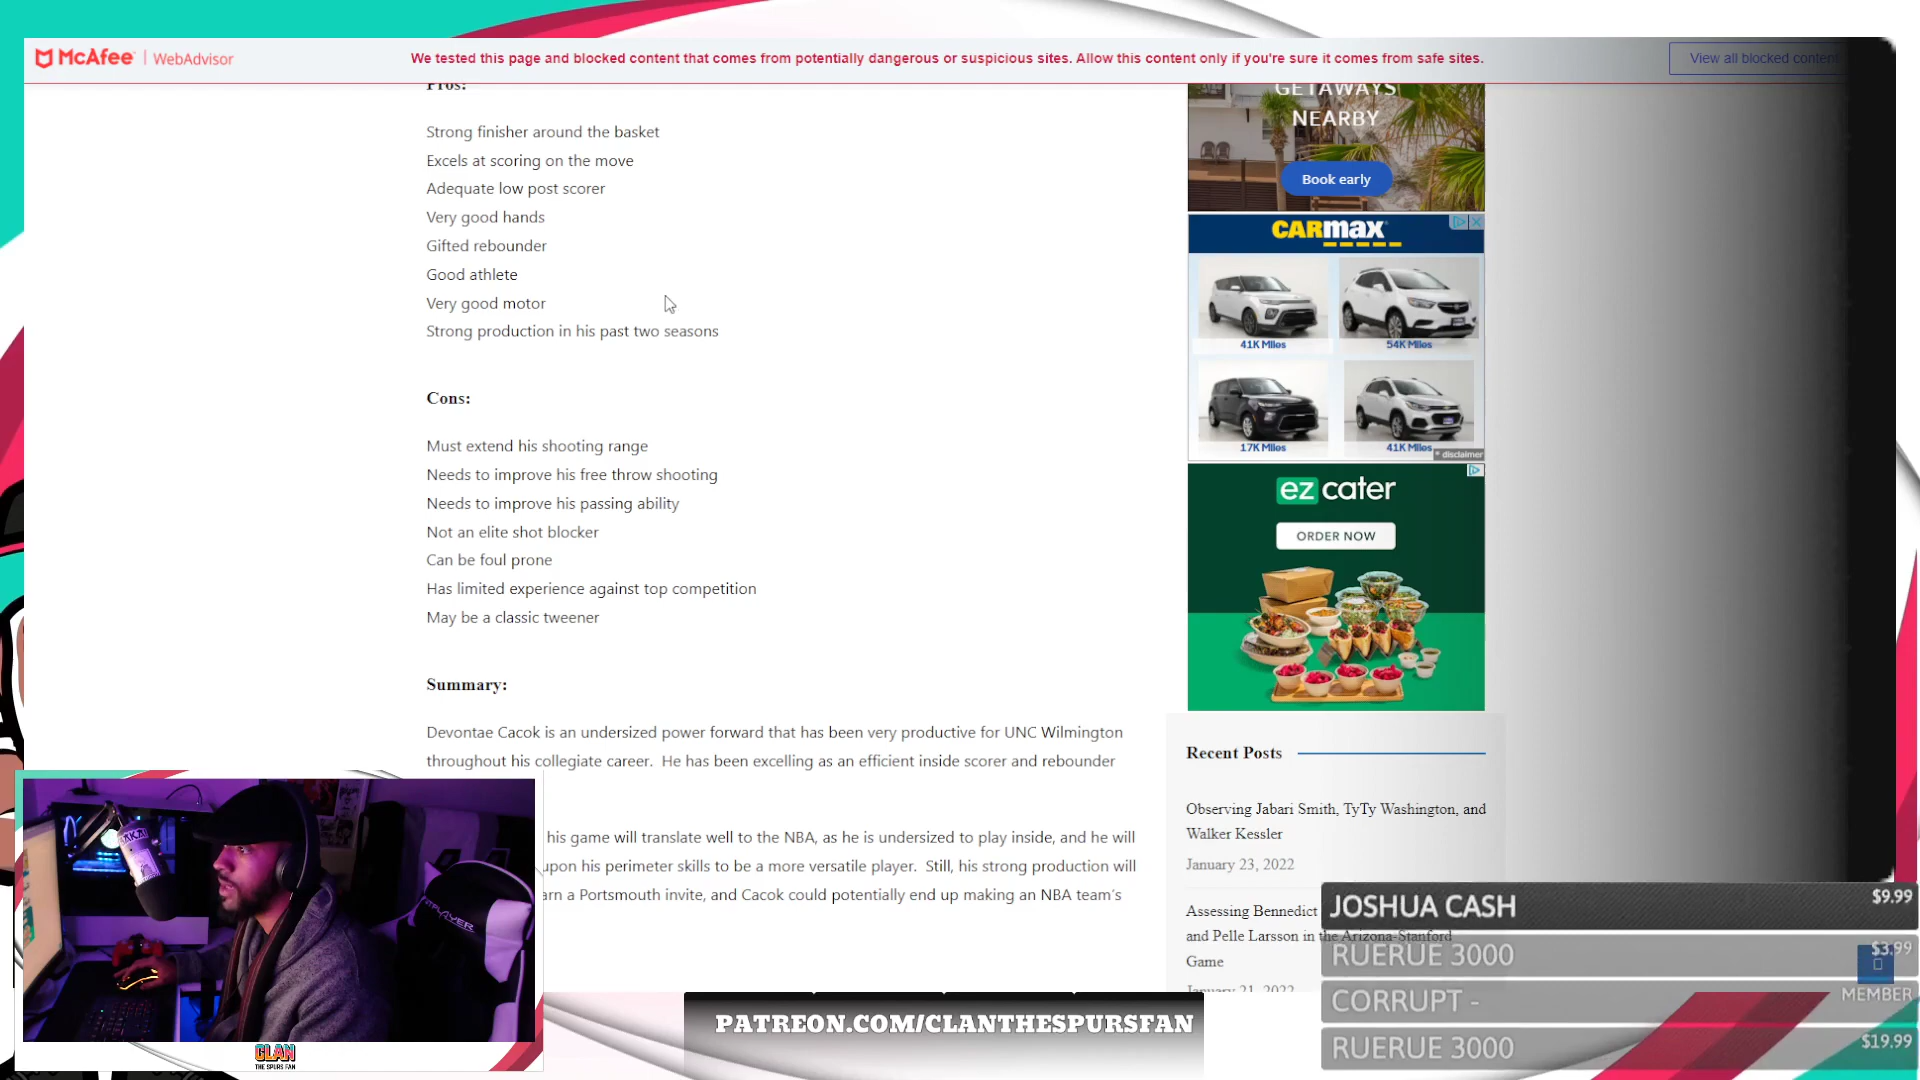 McAfee | WebAdvisor
We tested this page and blocked content that comes from potentially dangerous or suspicious sites. Allow this content only if you're sure it comes from safe sites.
View all blocked content
Pros:
Strong finisher around the basket
Excels at scoring on the move
Adequate low post scorer
Very good hands
Gifted rebounder
Good athlete
Very good motor
Strong production in his past two seasons
Cons:
Must extend his shooting range
Needs to improve his free throw shooting
Needs to improve his passing ability
Not an elite shot blocker
Can be foul prone
Has limited experience against top competition
May be a classic tweener
Summary:
Devontae Cacok is an undersized power forward that has been very productive for UNC Wilmington
throughout his collegiate career. He has been excelling as an efficient inside scorer and rebounder
his game will translate well to the NBA, as he is undersized to play inside, and he will
upon his perimeter skills to be a more versatile player. Still, his strong production will
a Portsmouth invite, and Cacok could potentially end up making an NBA team's
GETAWAYS
NEARBY
Book early
CARMAX
41K Miles
54K Miles
17K Miles
41K Miles
* disclaimer
ez cater
ORDER NOW
Recent Posts
Observing Jabari Smith, TyTy Washington, and
Walker Kessler
January 23, 2022
Assessing Bennedict
and Pelle Larsson in the Arizona-Stanford
Game
January 21, 2022
JOSHUA CASH $9.99
RUERUE 3000 $3.99
CORRUPT - MEMBER
RUERUE 3000 $19.99
PATREON.COM/CLANTHESPURSFAN
GTPLAYER
CLAN
THE SPURS FAN